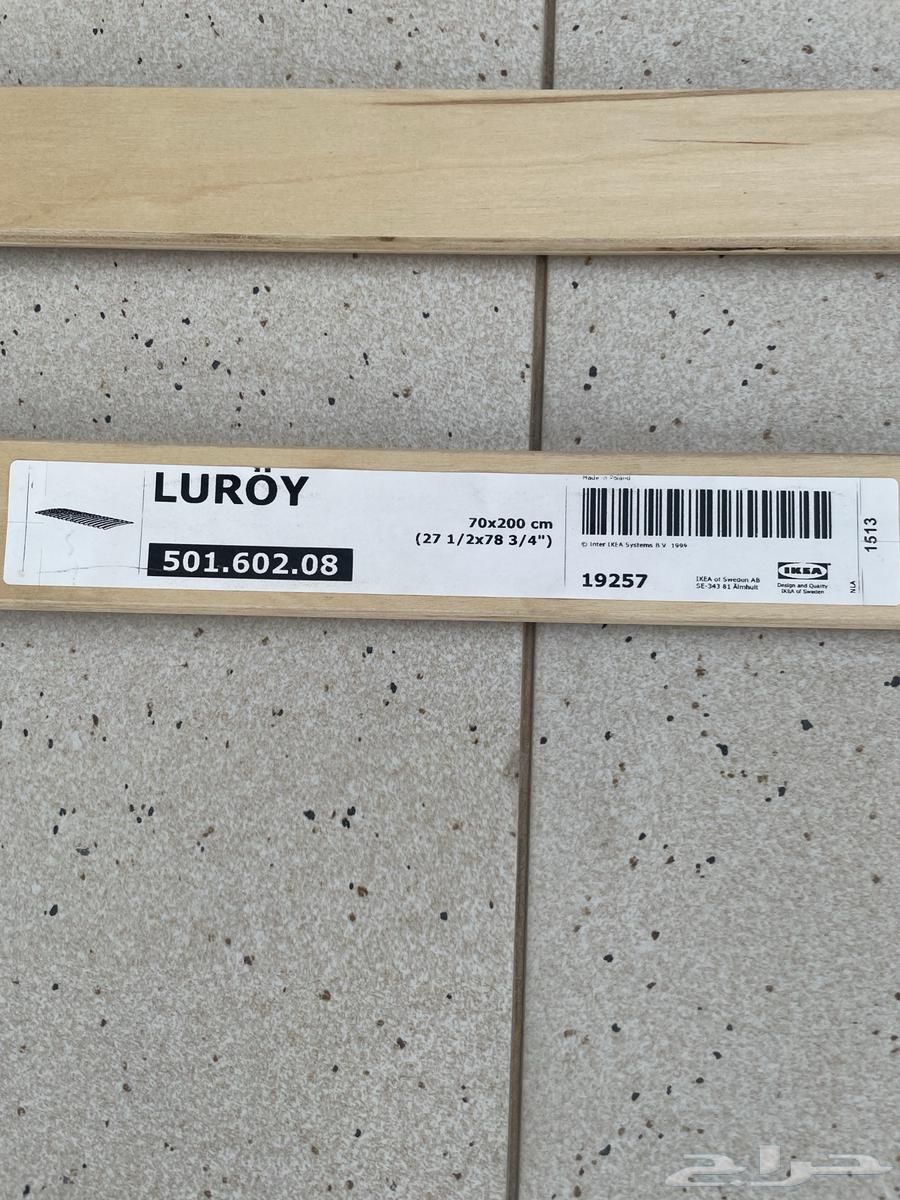 LURÖY
501.602.08
70x200 cm
(27 1/2x78 3/4")
Made in Poland
© Inter IKEA Systems B.V. 1999
19257
IKEA of Sweden AB
SE-343 81 Älmhult
IKEA
Design and Quality
IKEA of Sweden
NLA
1513
حراج